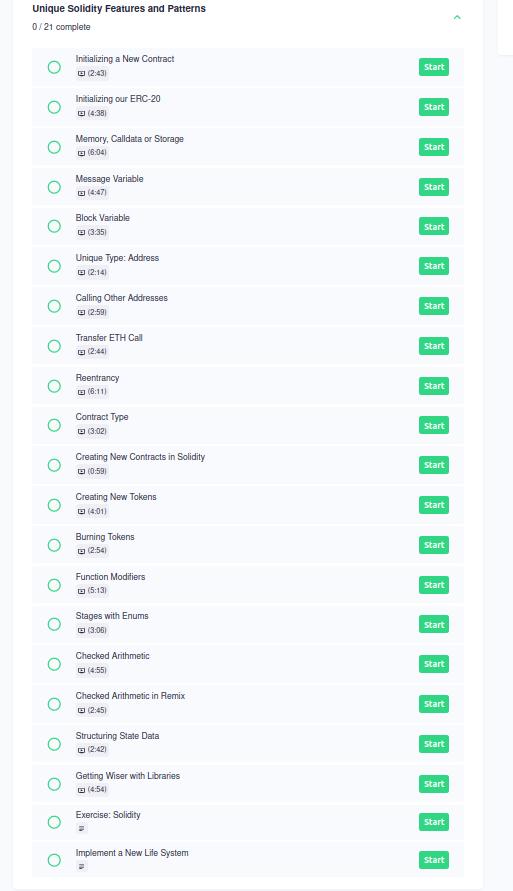 Unique Solidity Features and Patterns
0 / 21 complete
Initializing a New Contract
(2:43)
Start
Initializing our ERC-20
(4:38)
Start
Memory, Calldata or Storage
(6:04)
Start
Message Variable
(4:47)
Start
Block Variable
(3:35)
Start
Unique Type: Address
(2:14)
Start
Calling Other Addresses
(2:59)
Start
Transfer ETH Call
(2:44)
Start
Reentrancy
(6:11)
Start
Contract Type
(3:02)
Start
Creating New Contracts in Solidity
(0:59)
Start
Creating New Tokens
(4:01)
Start
Burning Tokens
(2:54)
Start
Function Modifiers
(5:13)
Start
Stages with Enums
(3:06)
Start
Checked Arithmetic
(4:55)
Start
Checked Arithmetic in Remix
(2:45)
Start
Structuring State Data
(2:42)
Start
Getting Wiser with Libraries
(4:54)
Start
Exercise: Solidity
Start
Implement a New Life System
Start